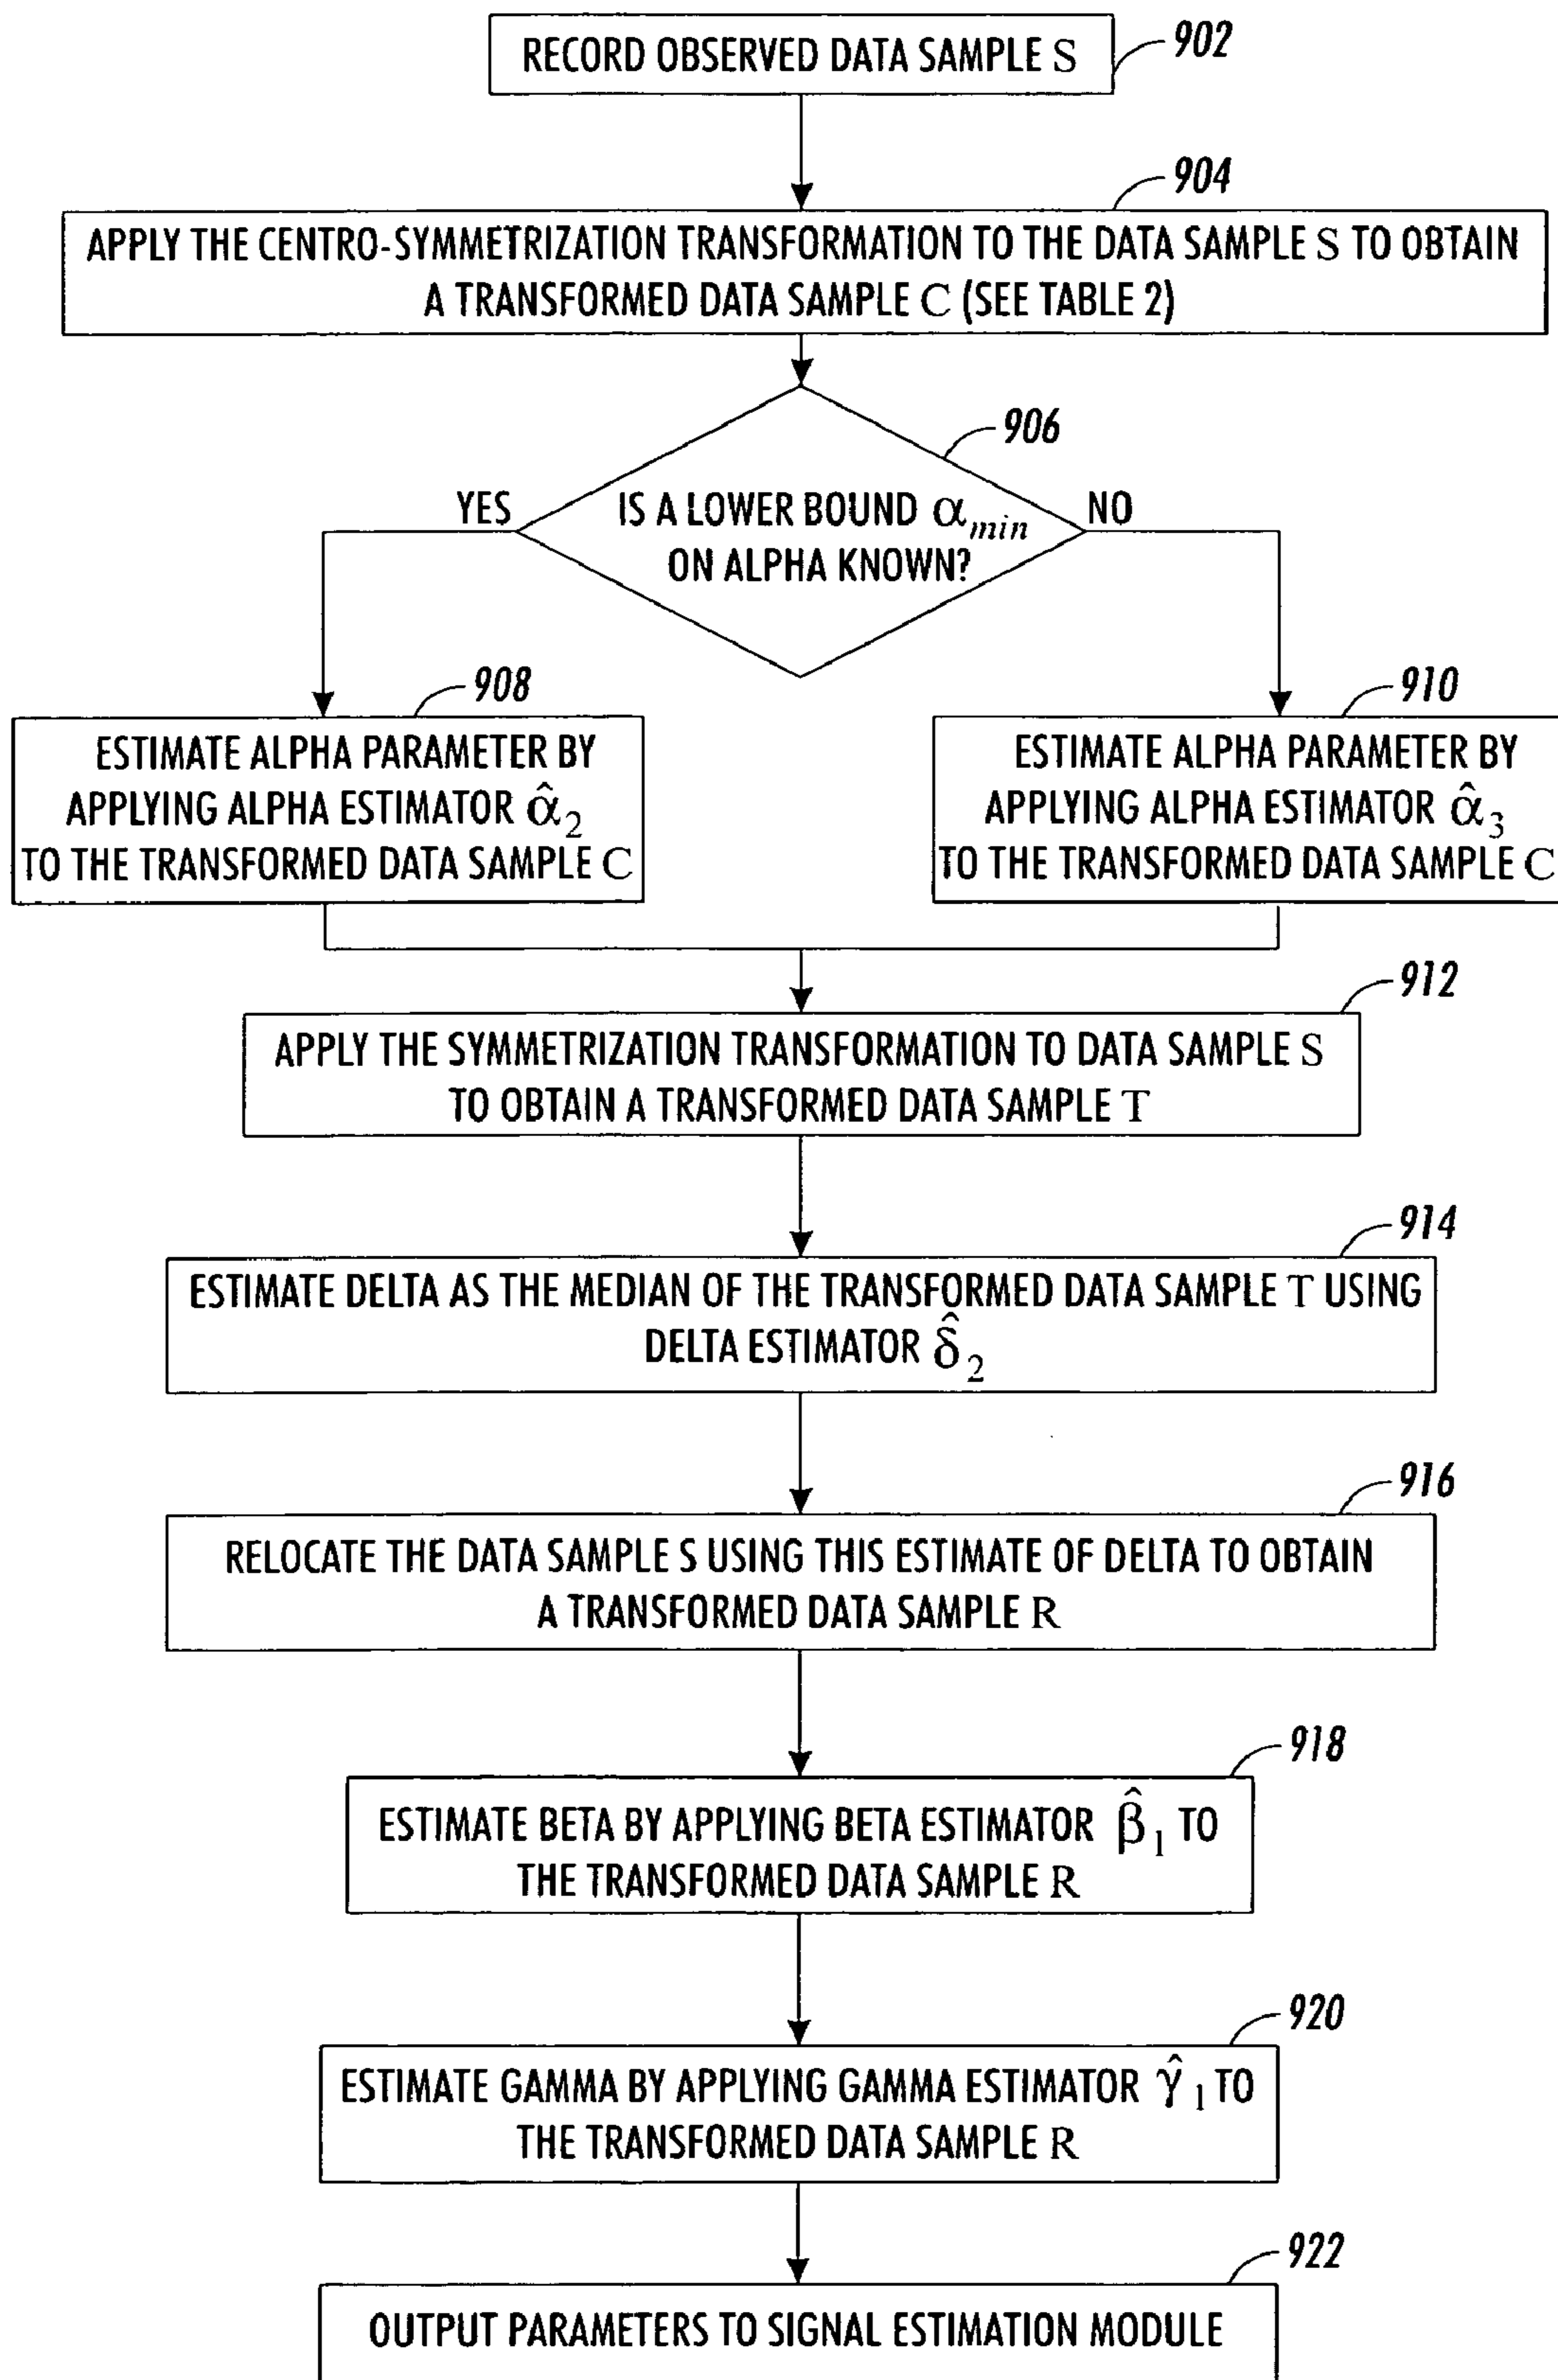 RECORD OBSERVED DATA SAMPLE S
902
904
APPLY THE CENTRO-SYMMETRIZATION TRANSFORMATION TO THE DATA SAMPLE S TO OBTAIN
A TRANSFORMED DATA SAMPLE C (SEE TABLE 2)
906
YES
IS A LOWER BOUND α_min
ON ALPHA KNOWN?
NO
908
ESTIMATE ALPHA PARAMETER BY
APPLYING ALPHA ESTIMATOR α̂₂
TO THE TRANSFORMED DATA SAMPLE C
910
ESTIMATE ALPHA PARAMETER BY
APPLYING ALPHA ESTIMATOR α̂₃
TO THE TRANSFORMED DATA SAMPLE C
912
APPLY THE SYMMETRIZATION TRANSFORMATION TO DATA SAMPLE S
TO OBTAIN A TRANSFORMED DATA SAMPLE T
914
ESTIMATE DELTA AS THE MEDIAN OF THE TRANSFORMED DATA SAMPLE T USING
DELTA ESTIMATOR δ̂₂
916
RELOCATE THE DATA SAMPLE S USING THIS ESTIMATE OF DELTA TO OBTAIN
A TRANSFORMED DATA SAMPLE R
918
ESTIMATE BETA BY APPLYING BETA ESTIMATOR β̂₁ TO
THE TRANSFORMED DATA SAMPLE R
920
ESTIMATE GAMMA BY APPLYING GAMMA ESTIMATOR γ̂₁ TO
THE TRANSFORMED DATA SAMPLE R
922
OUTPUT PARAMETERS TO SIGNAL ESTIMATION MODULE